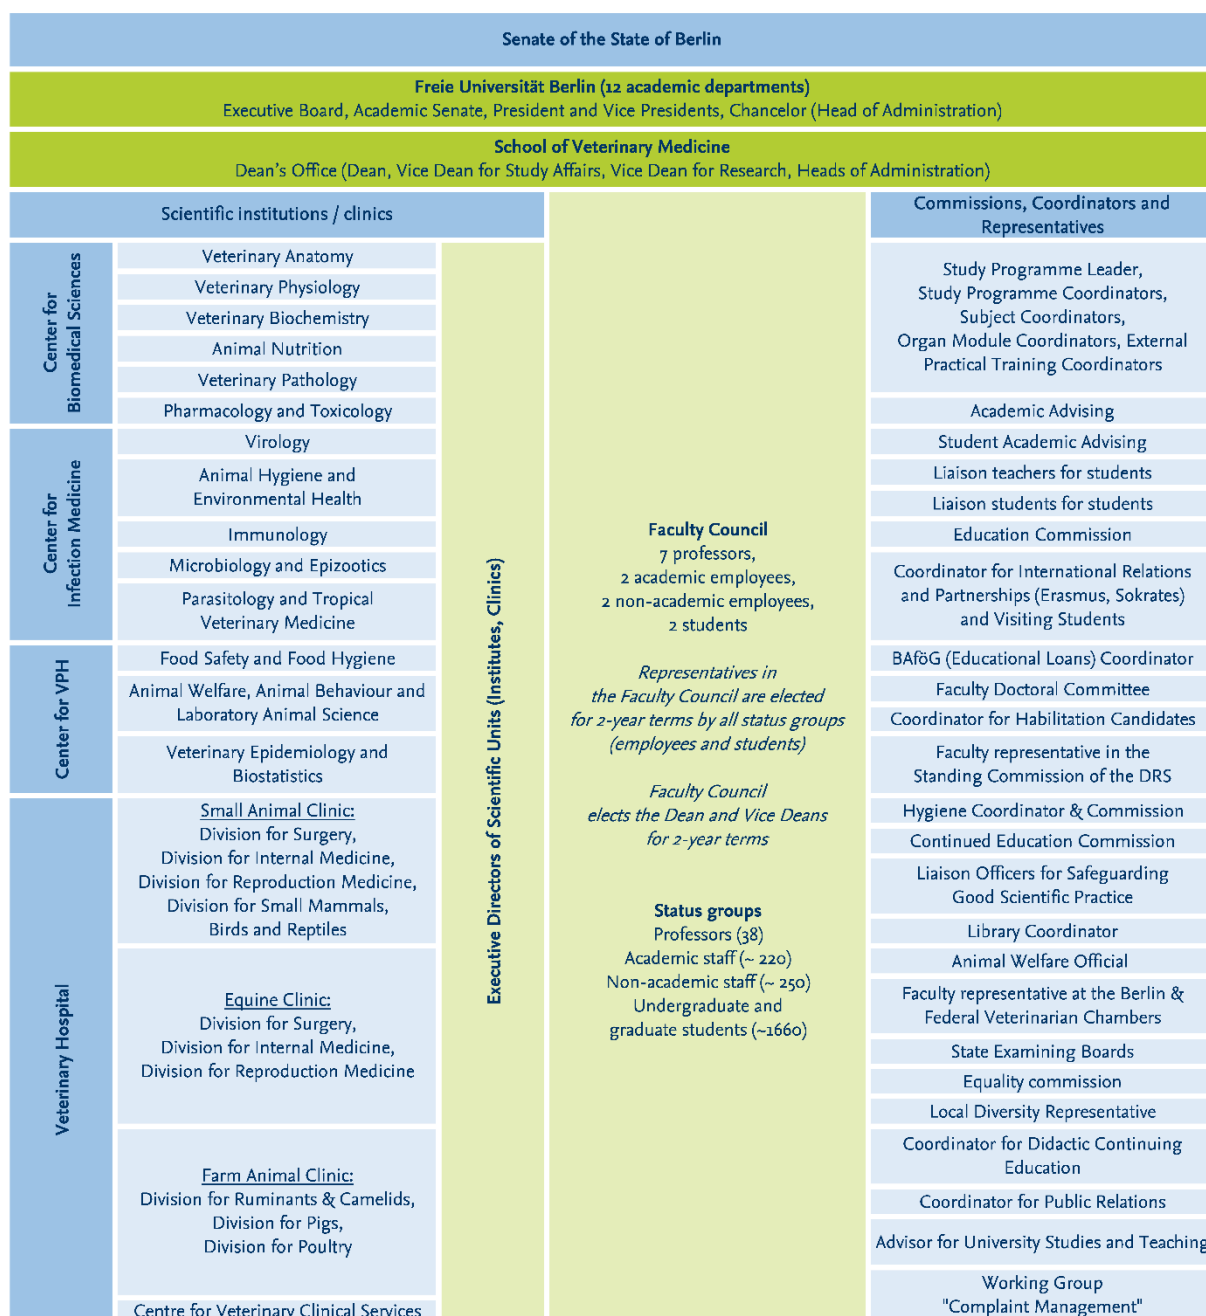 Senate of the State of Berlin
Freie Universität Berlin (12 academic departments)
Executive Board, Academic Senate, President and Vice Presidents, Chancelor (Head of Administration)
School of Veterinary Medicine
Dean's Office (Dean, Vice Dean for Study Affairs, Vice Dean for Research, Heads of Administration)
Scientific institutions / clinics
Center for
Biomedical Sciences
Veterinary Anatomy
Veterinary Physiology
Veterinary Biochemistry
Animal Nutrition
Veterinary Pathology
Pharmacology and Toxicology
Center for
Infection Medicine
Virology
Animal Hygiene and
Environmental Health
Immunology
Microbiology and Epizootics
Parasitology and Tropical
Veterinary Medicine
Center for VPH
Food Safety and Food Hygiene
Animal Welfare, Animal Behaviour and
Laboratory Animal Science
Veterinary Epidemiology and
Biostatistics
Veterinary Hospital
Small Animal Clinic:
Division for Surgery,
Division for Internal Medicine,
Division for Reproduction Medicine,
Division for Small Mammals,
Birds and Reptiles
Equine Clinic:
Division for Surgery,
Division for Internal Medicine,
Division for Reproduction Medicine
Farm Animal Clinic:
Division for Ruminants & Camelids,
Division for Pigs,
Division for Poultry
Centre for Veterinary Clinical Services
Executive Directors of Scientific Units (Institutes, Clinics)
Faculty Council
7 professors,
2 academic employees,
2 non-academic employees,
2 students
Representatives in
the Faculty Council are elected
for 2-year terms by all status groups
(employees and students)
Faculty Council
elects the Dean and Vice Deans
for 2-year terms
Status groups
Professors (38)
Academic staff (~ 220)
Non-academic staff (~ 250)
Undergraduate and
graduate students (~1660)
Commissions, Coordinators and
Representatives
Study Programme Leader,
Study Programme Coordinators,
Subject Coordinators,
Organ Module Coordinators, External
Practical Training Coordinators
Academic Advising
Student Academic Advising
Liaison teachers for students
Liaison students for students
Education Commission
Coordinator for International Relations
and Partnerships (Erasmus, Sokrates)
and Visiting Students
BAföG (Educational Loans) Coordinator
Faculty Doctoral Committee
Coordinator for Habilitation Candidates
Faculty representative in the
Standing Commission of the DRS
Hygiene Coordinator & Commission
Continued Education Commission
Liaison Officers for Safeguarding
Good Scientific Practice
Library Coordinator
Animal Welfare Official
Faculty representative at the Berlin &
Federal Veterinarian Chambers
State Examining Boards
Equality commission
Local Diversity Representative
Coordinator for Didactic Continuing
Education
Coordinator for Public Relations
Advisor for University Studies and Teaching
Working Group
"Complaint Management"